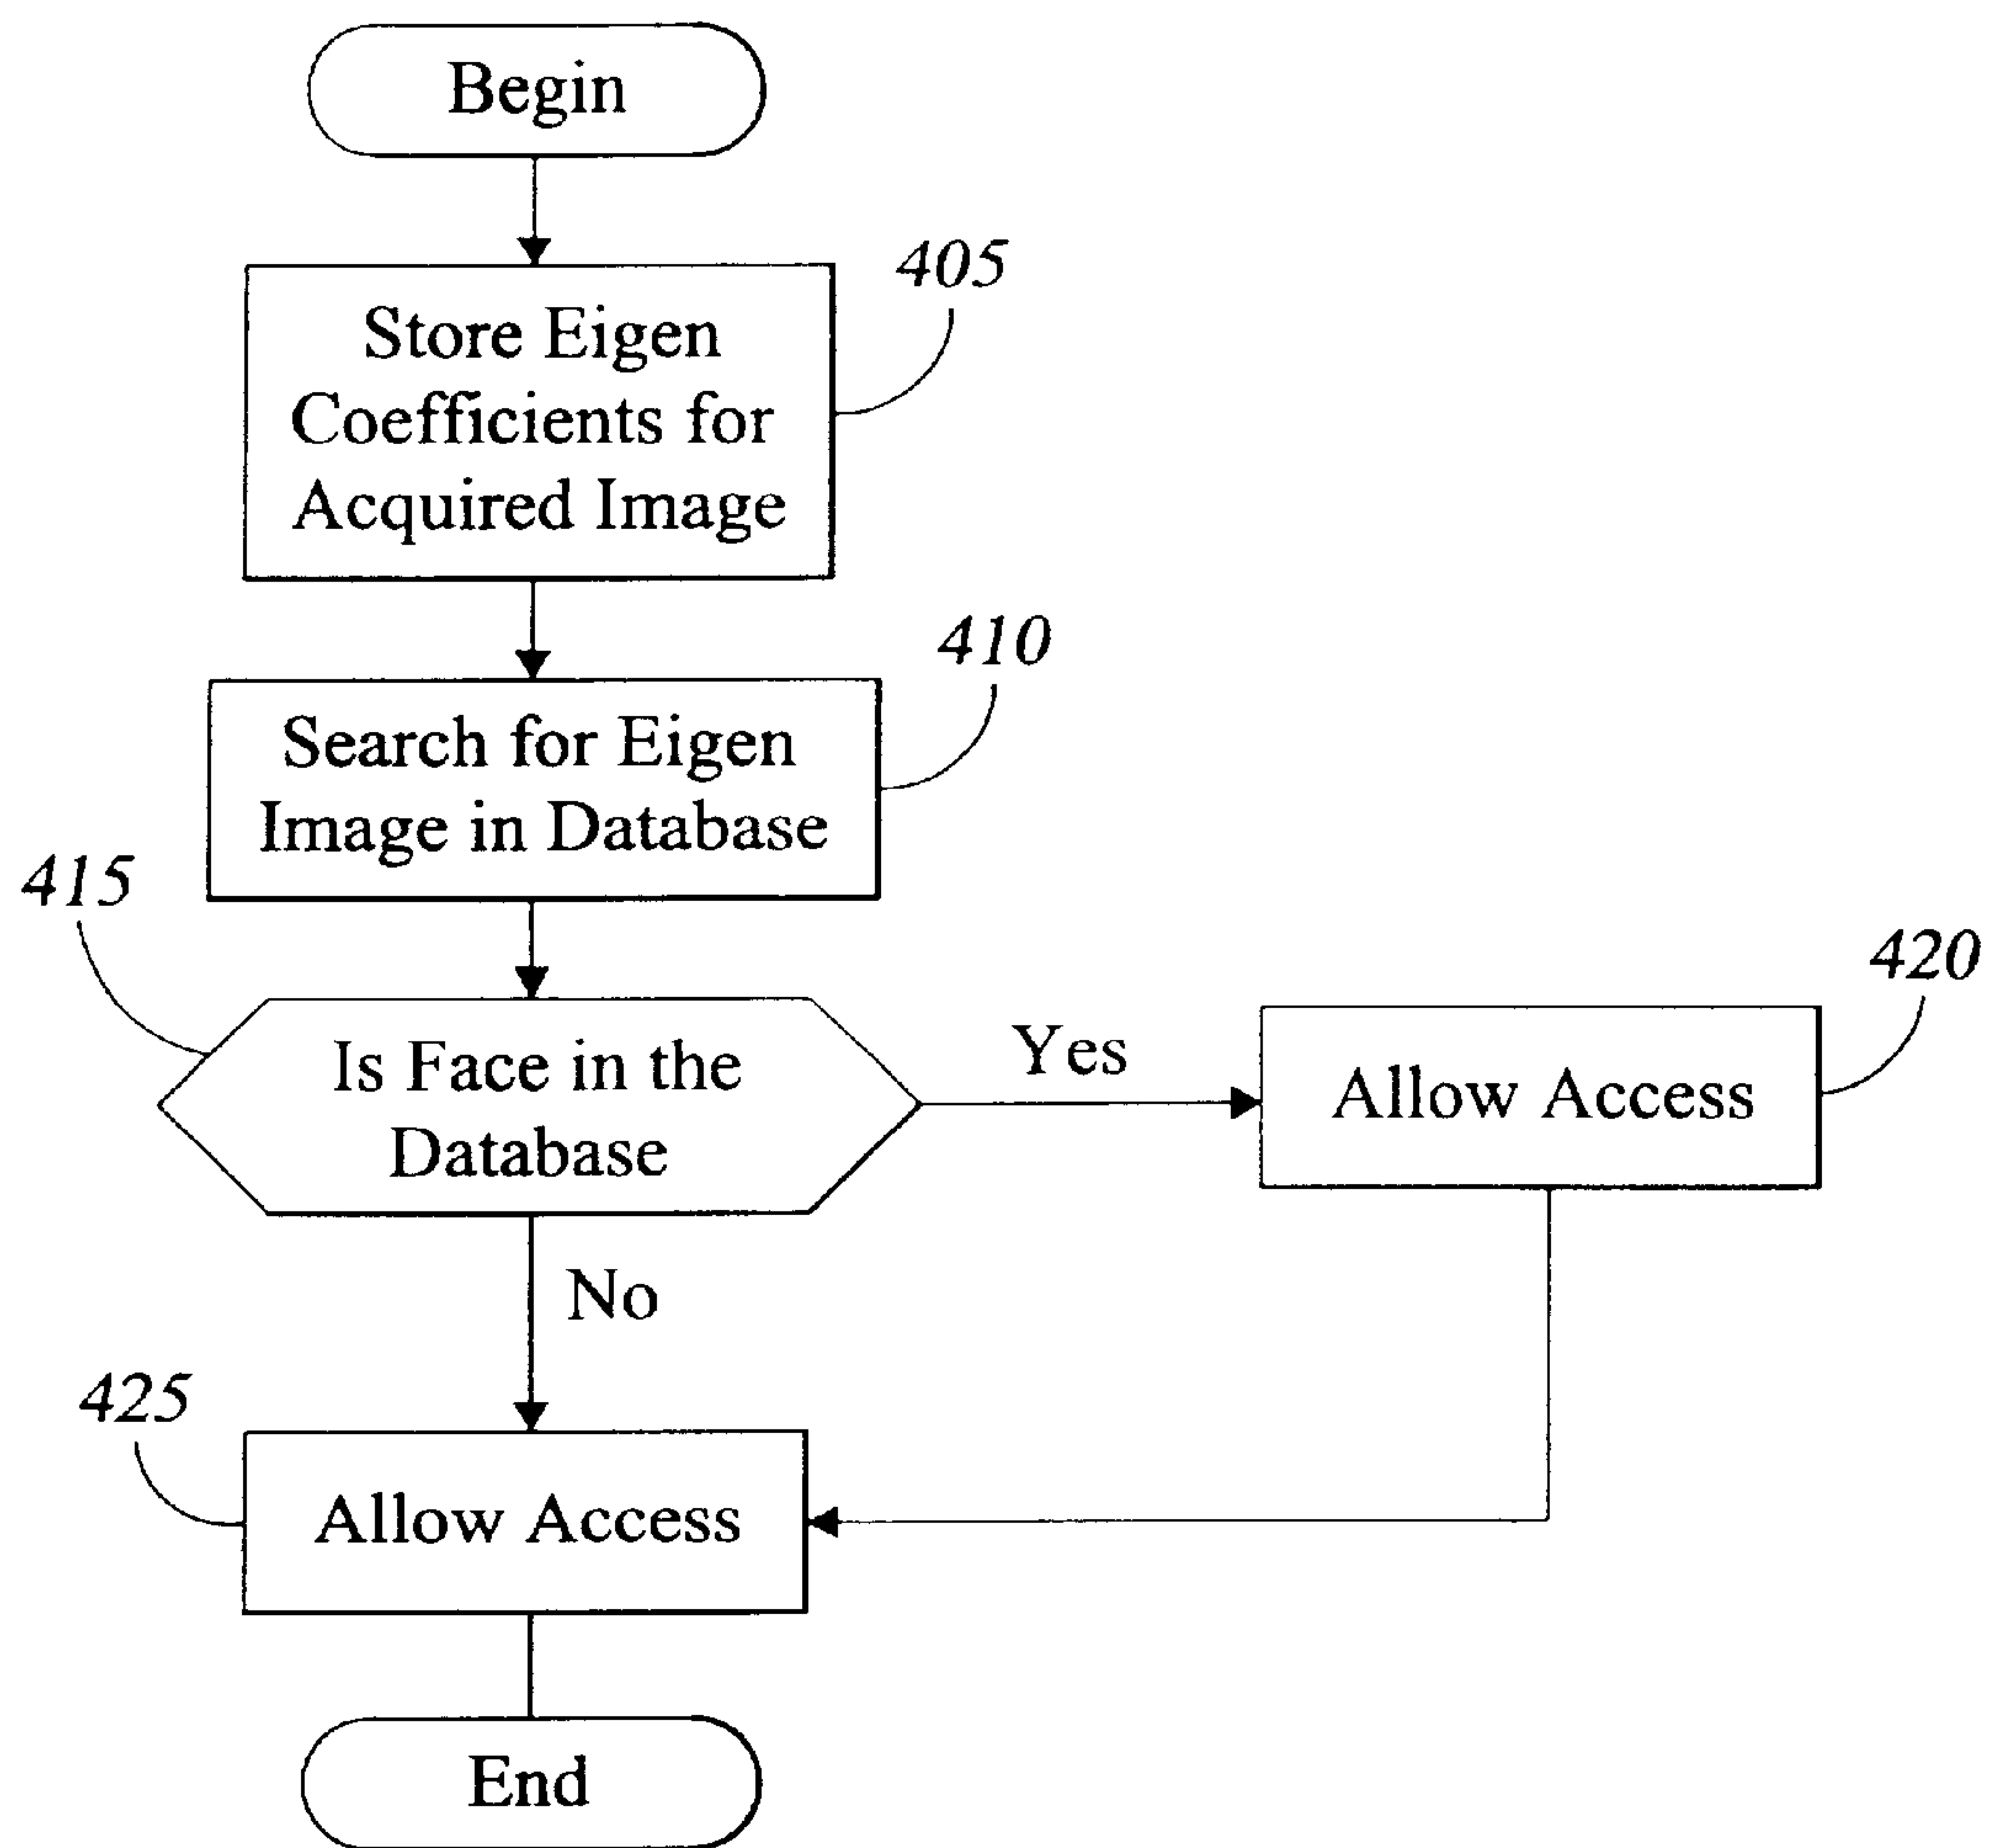 Begin
405
Store Eigen
Coefficients for
Acquired Image
410
Search for Eigen
Image in Database
415
Is Face in the
Database
Yes
420
Allow Access
No
425
Allow Access
End